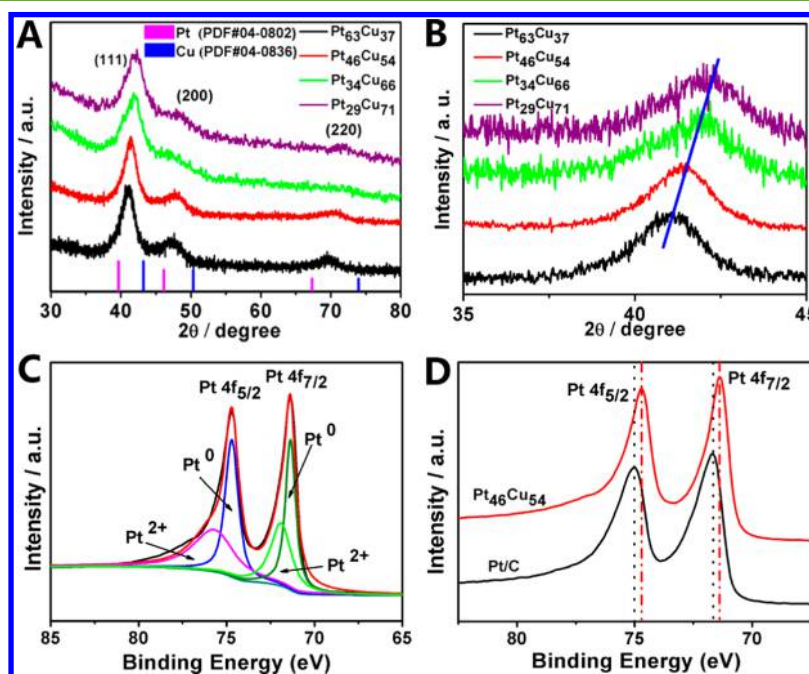 A
Pt (PDF#04-0802)
Cu (PDF#04-0836)
Pt63Cu37
Pt46Cu54
Pt34Cu66
Pt29Cu71
(111)
(200)
(220)
Intensity / a.u.
30 40 50 60 70 80
2θ / degree
B
Pt63Cu37
Pt46Cu54
Pt34Cu66
Pt29Cu71
Intensity / a.u.
35 40 45
2θ / degree
C
Pt 4f5/2
Pt 4f7/2
Pt 0
Pt 0
Pt 2+
Pt 2+
Intensity / a.u.
85 80 75 70 65
Binding Energy (eV)
D
Pt 4f5/2
Pt 4f7/2
Pt46Cu54
Pt/C
Intensity / a.u.
80 75 70
Binding Energy (eV)